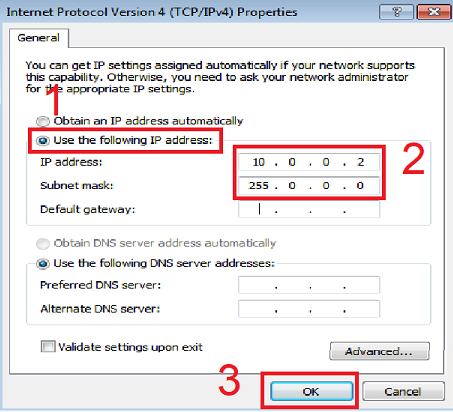 Internet Protocol Version 4 (TCP/IPv4) Properties
General
You can get IP settings assigned automatically if your network supports
this capability. Otherwise, you need to ask your network administrator
for the appropriate IP settings.
1
Obtain an IP address automatically
Use the following IP address:
IP address: 10 . 0 . 0 . 2
2
Subnet mask: 255 . 0 . 0 . 0
Default gateway: . . .
Obtain DNS server address automatically
Use the following DNS server addresses:
Preferred DNS server: . . .
Alternate DNS server: . . .
Validate settings upon exit
Advanced...
3
OK
Cancel